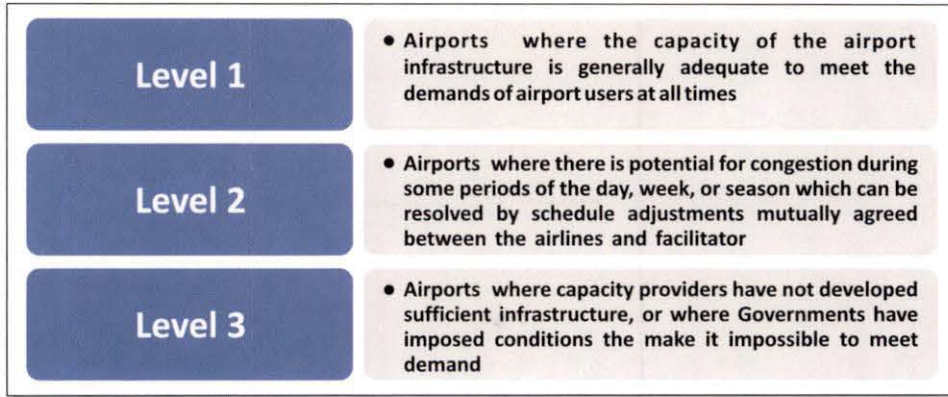 Level 1
• Airports where the capacity of the airport
infrastructure is generally adequate to meet the
demands of airport users at all times
Level 2
• Airports where there is potential for congestion during
some periods of the day, week, or season which can be
resolved by schedule adjustments mutually agreed
between the airlines and facilitator
Level 3
• Airports where capacity providers have not developed
sufficient infrastructure, or where Governments have
imposed conditions the make it impossible to meet
demand